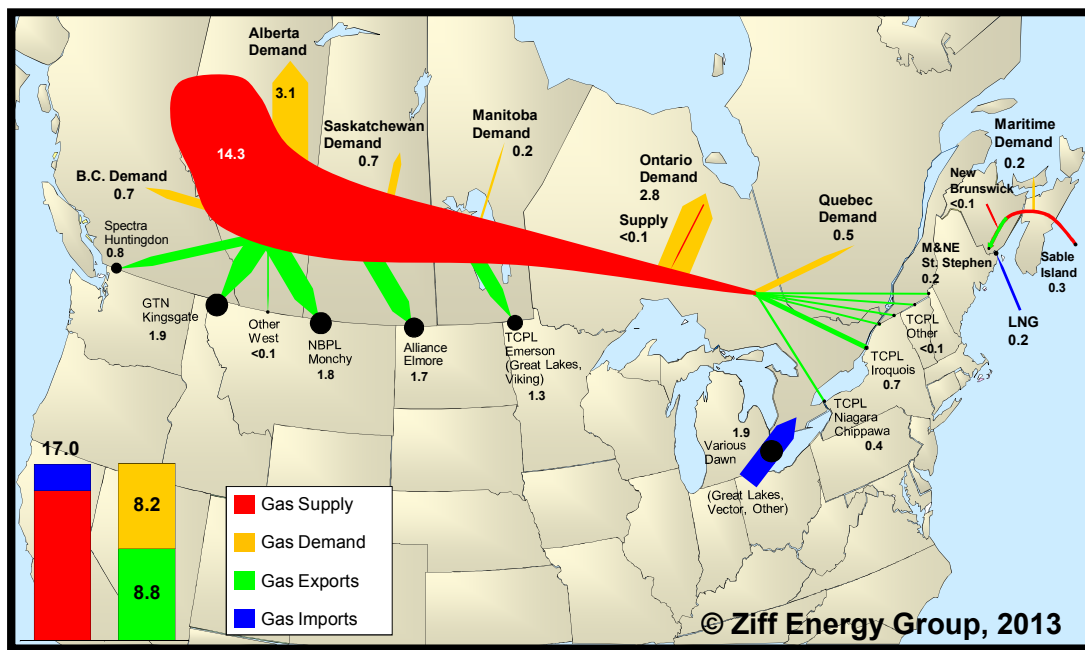 Alberta
Demand
3.1
14.3
Saskatchewan
Demand
0.7
Manitoba
Demand
0.2
B.C. Demand
0.7
Spectra
Huntingdon
0.8
GTN
Kingsgate
1.9
Other
West
<0.1
NBPL
Monchy
1.8
Alliance
Elmore
1.7
TCPL
Emerson
(Great Lakes,
Viking)
1.3
Ontario
Demand
2.8
Supply
<0.1
Quebec
Demand
0.5
Maritime
Demand
0.2
New
Brunswick
<0.1
M&NE
St. Stephen
0.2
Sable
Island
0.3
LNG
0.2
TCPL
Other
<0.1
TCPL
Iroquois
0.7
TCPL
Niagara
Chippawa
0.4
1.9
Various
Dawn
(Great Lakes,
Vector, Other)
17.0
8.2
8.8
Gas Supply
Gas Demand
Gas Exports
Gas Imports
© Ziff Energy Group, 2013